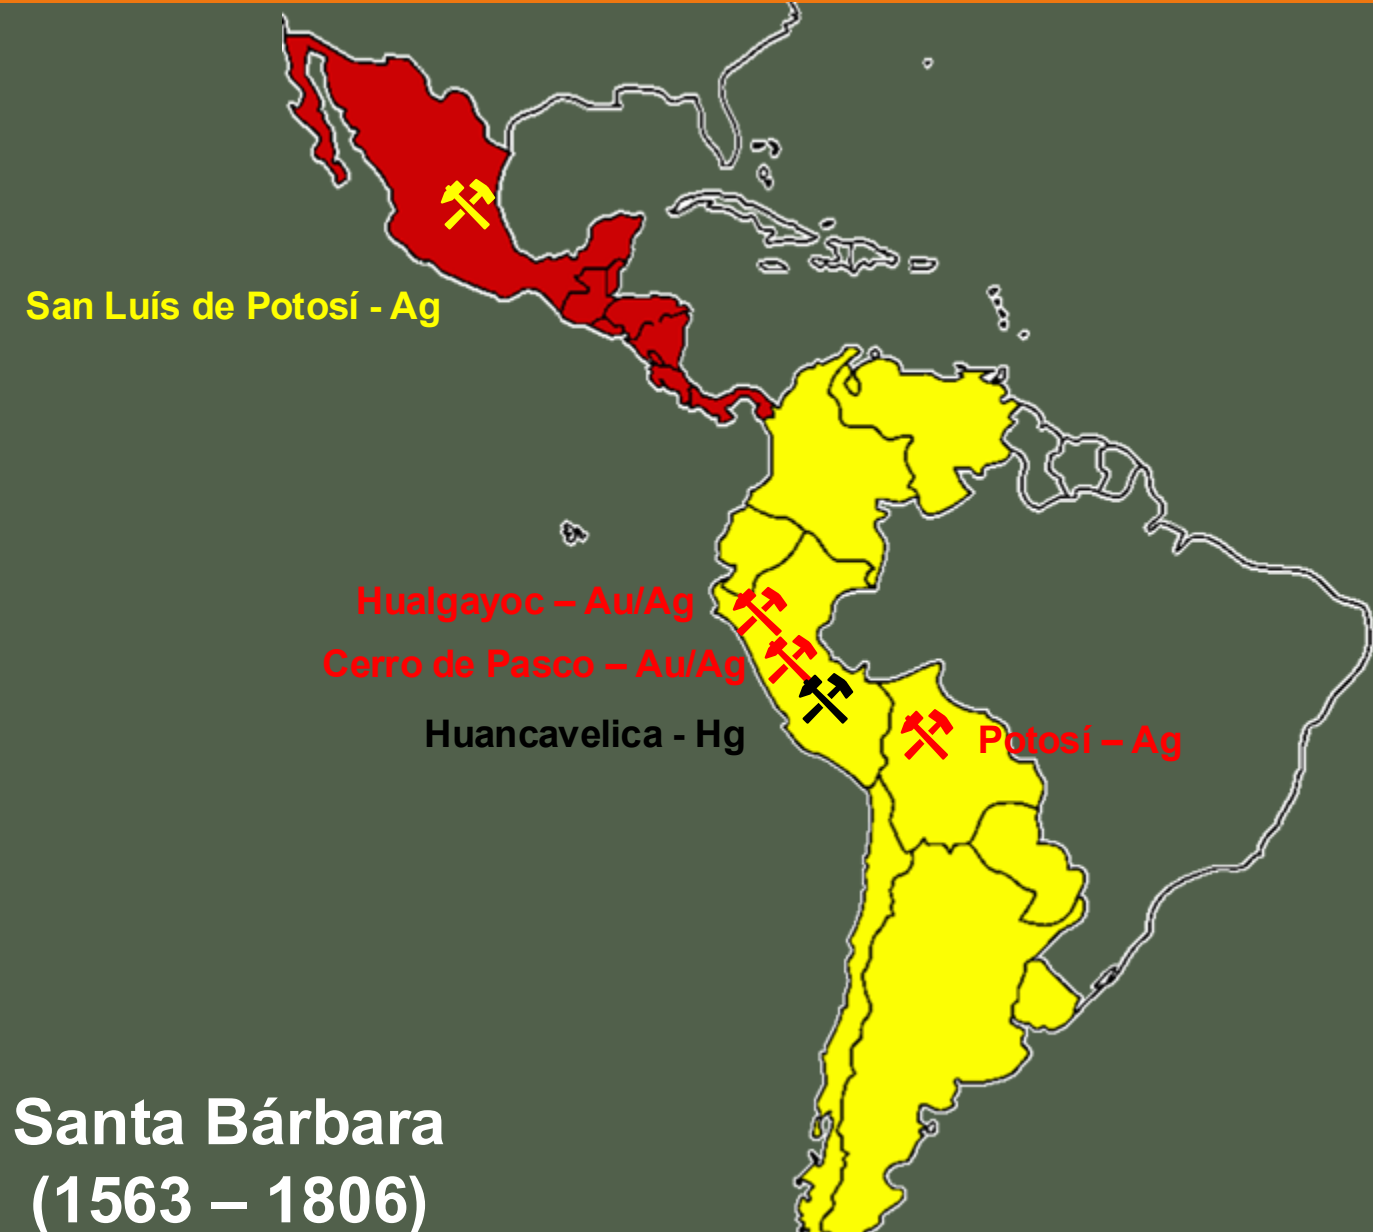 San Luís de Potosí - Ag
Hualgayoc – Au/Ag
Cerro de Pasco – Au/Ag
Huancavelica - Hg
Potosí – Ag
Santa Bárbara
(1563 – 1806)